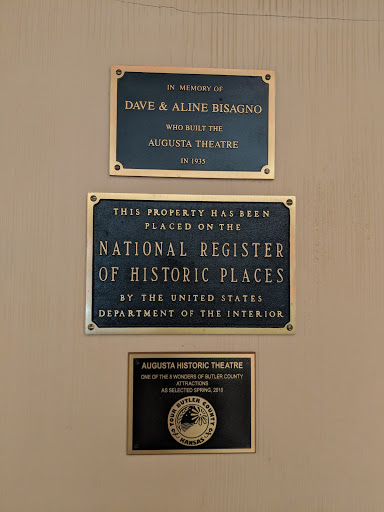 IN MEMORY OF
DAVE & ALINE BISAGNO
WHO BUILT THE
AUGUSTA THEATRE
IN 1935
THIS PROPERTY HAS BEEN
PLACED ON THE
NATIONAL REGISTER
OF HISTORIC PLACES
BY THE UNITED STATES
DEPARTMENT OF THE INTERIOR
AUGUSTA HISTORIC THEATRE
ONE OF THE 8 WONDERS OF BUTLER COUNTY
ATTRACTIONS
AS SELECTED SPRING, 2015
TOUR BUTLER COUNTY
KANSAS